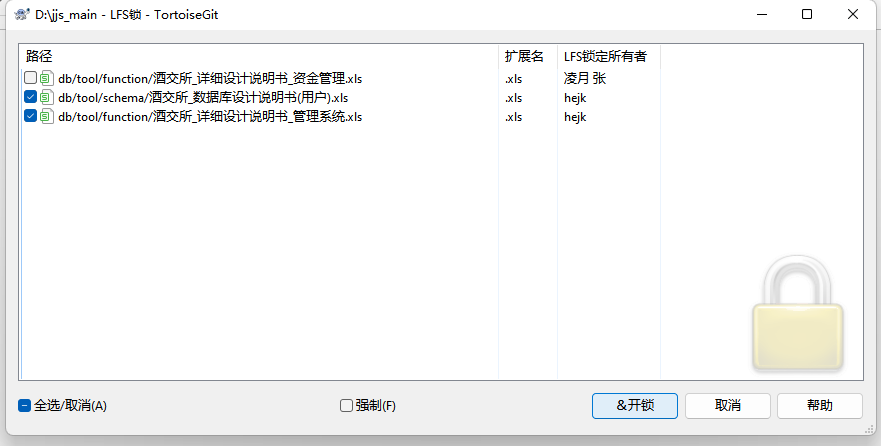 D:\jjs_main - LFS锁 - TortoiseGit
路径 扩展名 LFS锁定所有者
db/tool/function/酒交所_详细设计说明书_资金管理.xls .xls 凌月 张
db/tool/schema/酒交所_数据库设计说明书(用户).xls .xls hejk
db/tool/function/酒交所_详细设计说明书_管理系统.xls .xls hejk
全选/取消(A) 强制(F) &开锁 取消 帮助